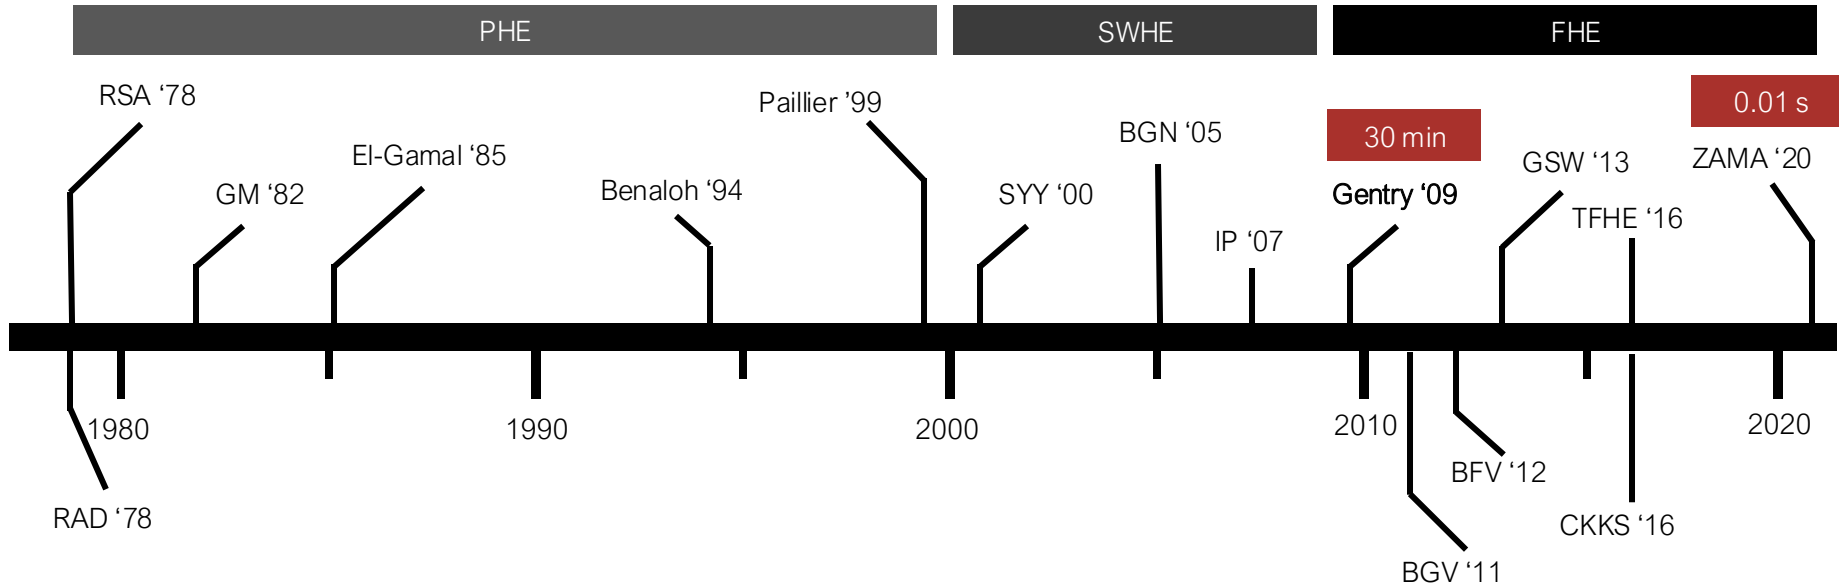 PHE
SWHE
FHE
RSA ‘78
GM ‘82
El-Gamal ‘85
Benaloh ‘94
Paillier ’99
SYY ‘00
BGN ‘05
IP ‘07
30 min
Gentry ‘09
GSW ‘13
TFHE ‘16
0.01 s
ZAMA ‘20
1980
1990
2000
2010
2020
RAD ‘78
BGV ‘11
BFV ‘12
CKKS ‘16